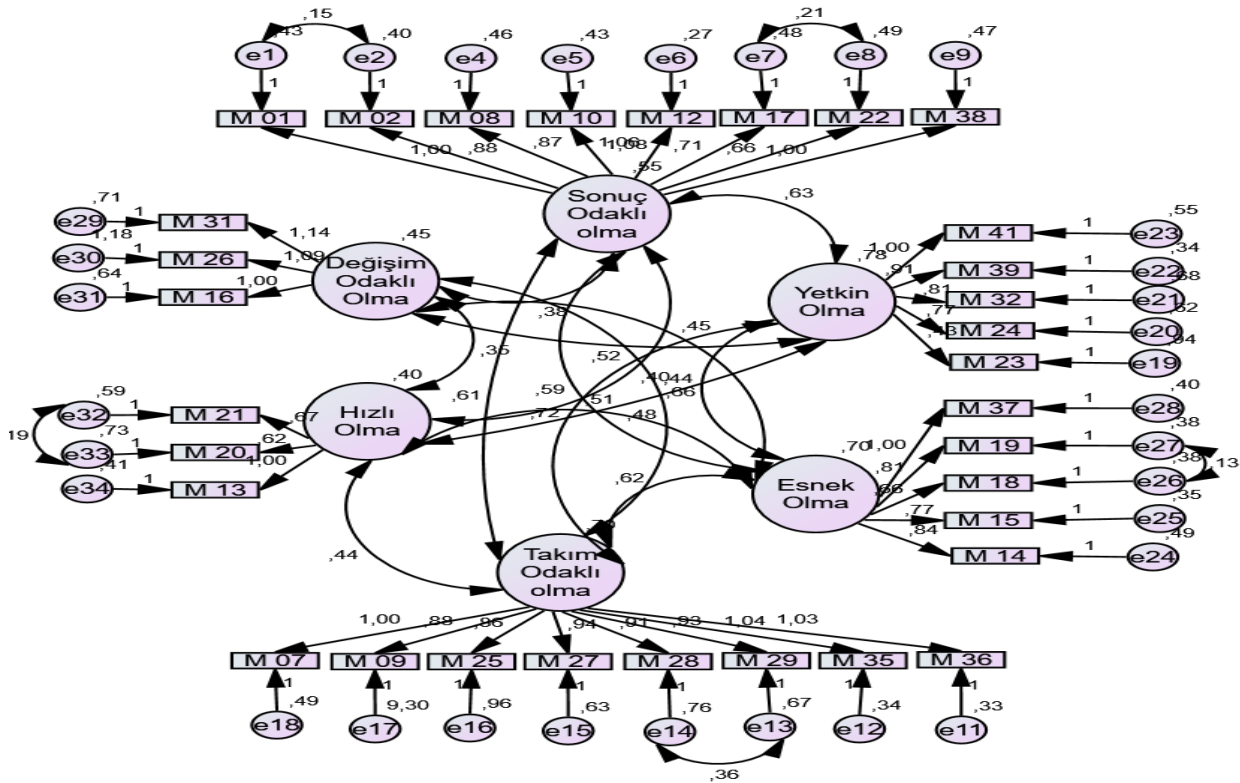 ,15
,43
,40
,46
,43
,27
,21
,48
,49
,47
e1
e2
e4
e5
e6
e7
e8
e9
1
1
1
1
1
1
1
1
M 01
M 02
M 08
M 10
M 12
M 17
M 22
M 38
1,00
,88
,87
1,08
,71
,66
1,00
,55
Sonuç
Odaklı
olma
,63
,71
e29
1
M 31
1,18
e30
1
M 26
,64
e31
1
M 16
1,14
1,09
1,00
,45
Değişim
Odaklı
Olma
,78
Yetkin
Olma
1,00
,91
,81
,77
M 41
1
,55
e23
M 39
1
,34
e22
M 32
1
,68
e21
M 24
1
e20
M 23
1
e19
,38
,35
,45
,52
,40
,44
,59
,51
,66
,61
,72
,48
,40
Hızlı
Olma
,59
e32
1
M 21
,73
e33
1
M 20
,41
e34
1
M 13
19
,67
,62
1,00
,70
Esnek
Olma
1,00
,81
,66
,77
,84
M 37
1
,40
e28
M 19
1
,38
e27
M 18
1
,38
e26
,13
M 15
1
,35
e25
M 14
1
,49
e24
,62
,44
Takım
Odaklı
olma
1,00
,88
,86
,94
,91
,93
1,04
1,03
M 07
M 09
M 25
M 27
M 28
M 29
M 35
M 36
1
1
1
1
1
1
1
1
,49
9,30
,96
,63
,76
,67
,34
,33
e18
e17
e16
e15
e14
e13
e12
e11
,36